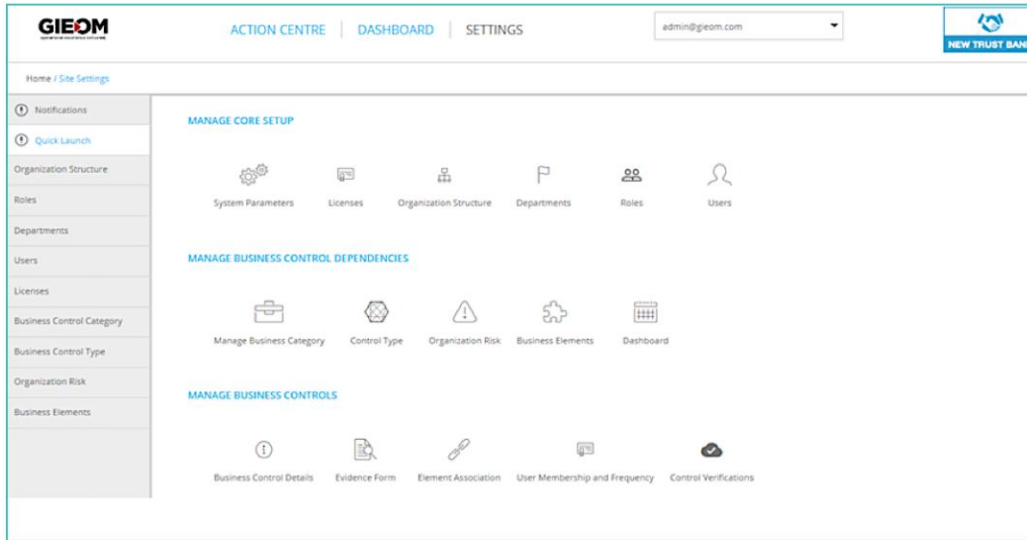 GIEOM
ACTION CENTRE | DASHBOARD | SETTINGS
admin@gieom.com
NEW TRUST BANK
Home / Site Settings
Notifications
Quick Launch
Organization Structure
Roles
Departments
Users
Licenses
Business Control Category
Business Control Type
Organization Risk
Business Elements
MANAGE CORE SETUP
System Parameters Licenses Organization Structure Departments Roles Users
MANAGE BUSINESS CONTROL DEPENDENCIES
Manage Business Category Control Type Organization Risk Business Elements Dashboard
MANAGE BUSINESS CONTROLS
Business Control Details Evidence Form Element Association User Membership and Frequency Control Verifications